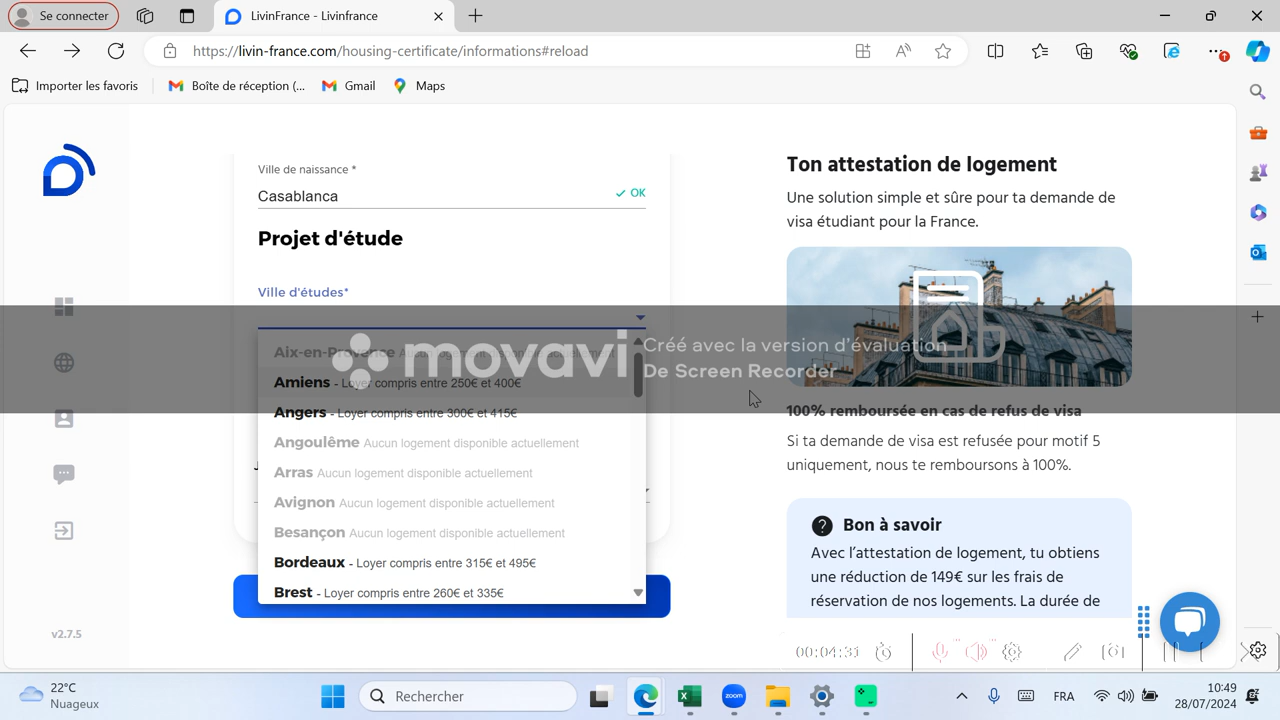 Se connecter
LivinFrance - Livinfrance
https://livin-france.com/housing-certificate/informations#reload
Importer les favoris
Boîte de réception (...
Gmail
Maps
Ville de naissance *
Casablanca
OK
Projet d'étude
Ville d'études*
Aix-en-Provence Aucun logement disponible actuellement
Amiens - Loyer compris entre 250€ et 400€
Angers - Loyer compris entre 300€ et 415€
Angoulême Aucun logement disponible actuellement
Arras Aucun logement disponible actuellement
Avignon Aucun logement disponible actuellement
Besançon Aucun logement disponible actuellement
Bordeaux - Loyer compris entre 315€ et 495€
Brest - Loyer compris entre 260€ et 335€
v2.7.5
Ton attestation de logement
Une solution simple et sûre pour ta demande de
visa étudiant pour la France.
movavi
Créé avec la version d'évaluation
De Screen Recorder
100% remboursée en cas de refus de visa
Si ta demande de visa est refusée pour motif 5
uniquement, nous te remboursons à 100%.
? Bon à savoir
Avec l'attestation de logement, tu obtiens
une réduction de 149€ sur les frais de
réservation de nos logements. La durée de
22°C
Nuageux
Rechercher
zoom
FRA
10:49
28/07/2024